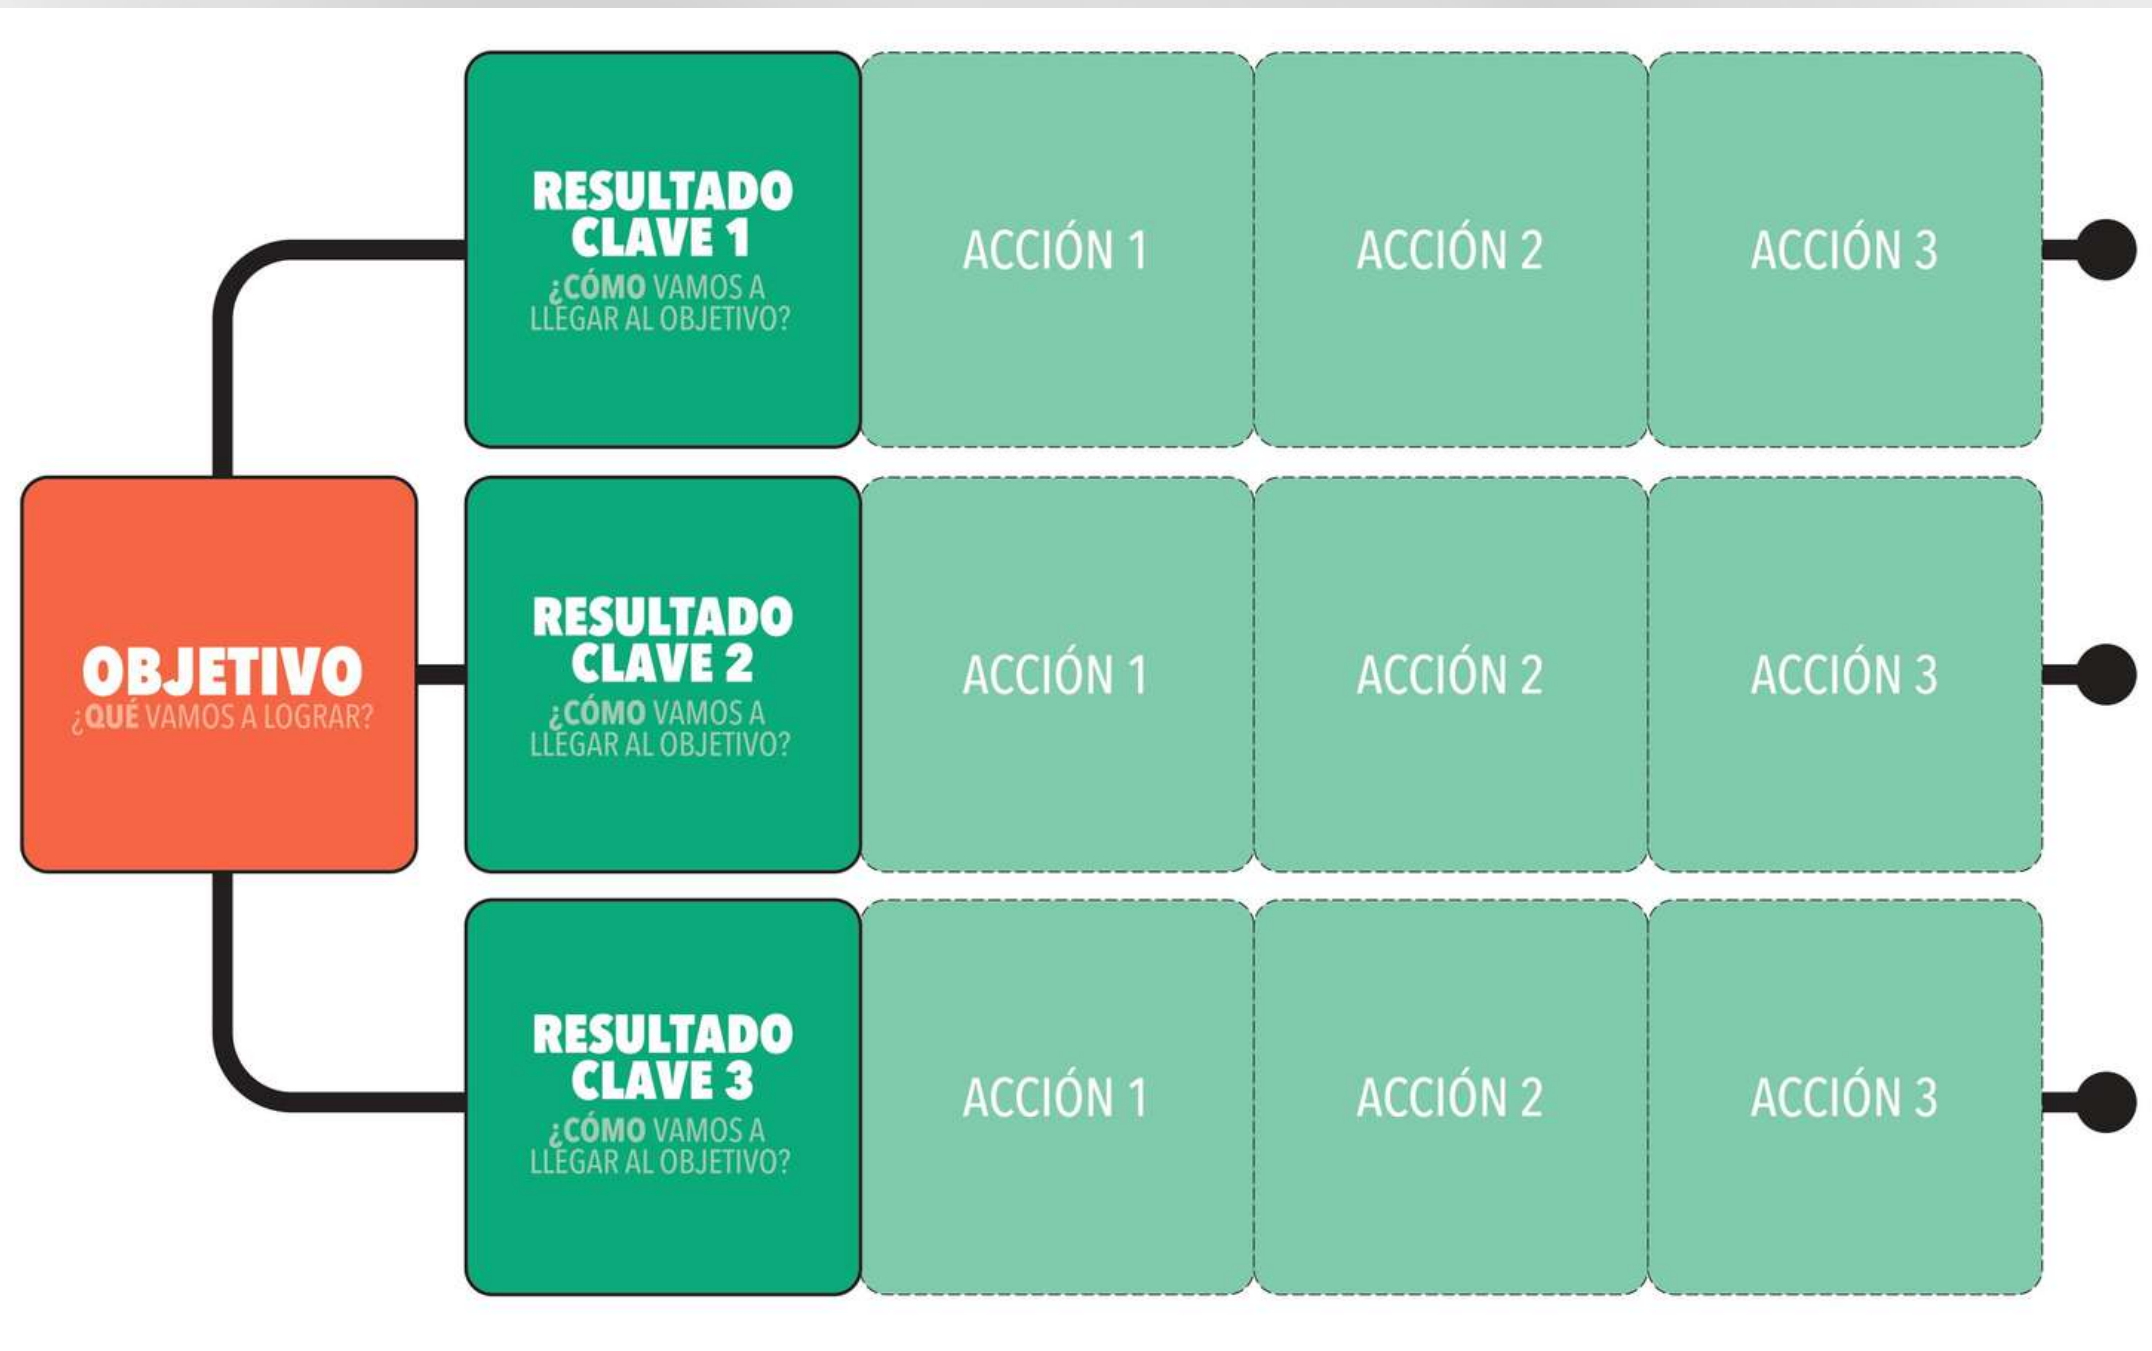 RESULTADO
CLAVE 1
¿CÓMO VAMOS A
LLEGAR AL OBJETIVO?
ACCIÓN 1
ACCIÓN 2
ACCIÓN 3
OBJETIVO
¿QUÉ VAMOS A LOGRAR?
RESULTADO
CLAVE 2
¿CÓMO VAMOS A
LLEGAR AL OBJETIVO?
ACCIÓN 1
ACCIÓN 2
ACCIÓN 3
RESULTADO
CLAVE 3
¿CÓMO VAMOS A
LLEGAR AL OBJETIVO?
ACCIÓN 1
ACCIÓN 2
ACCIÓN 3